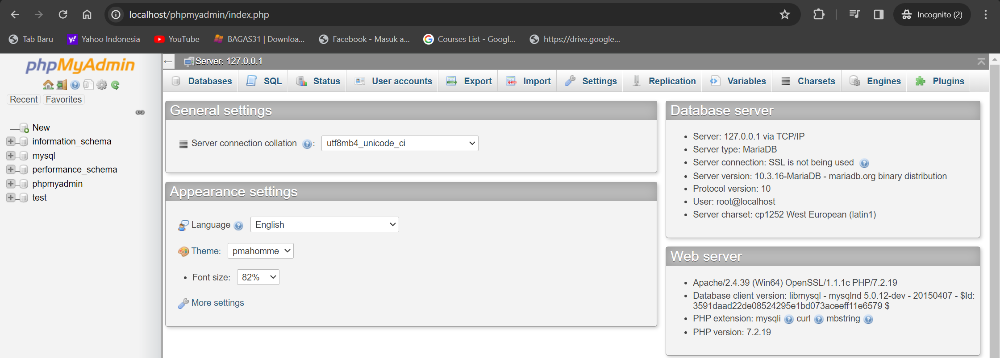 localhost/phpmyadmin/index.php
Incognito (2)
Tab Baru
Yahoo Indonesia
YouTube
BAGAS31 | Downloa...
Facebook - Masuk a...
Courses List - Googl...
https://drive.google...
phpMyAdmin
Recent
Favorites
New
information_schema
mysql
performance_schema
phpmyadmin
test
Server: 127.0.0.1
Databases
SQL
Status
User accounts
Export
Import
Settings
Replication
Variables
Charsets
Engines
Plugins
General settings
Server connection collation : utf8mb4_unicode_ci
Appearance settings
Language English
Theme: pmahomme
• Font size: 82%
More settings
Database server
• Server: 127.0.0.1 via TCP/IP
• Server type: MariaDB
• Server connection: SSL is not being used
• Server version: 10.3.16-MariaDB - mariadb.org binary distribution
• Protocol version: 10
• User: root@localhost
• Server charset: cp1252 West European (latin1)
Web server
• Apache/2.4.39 (Win64) OpenSSL/1.1.1c PHP/7.2.19
• Database client version: libmysql - mysqlnd 5.0.12-dev - 20150407 - $Id:
3591daad22de08524295e1bd073aceeff11e6579 $
• PHP extension: mysqli curl mbstring
• PHP version: 7.2.19